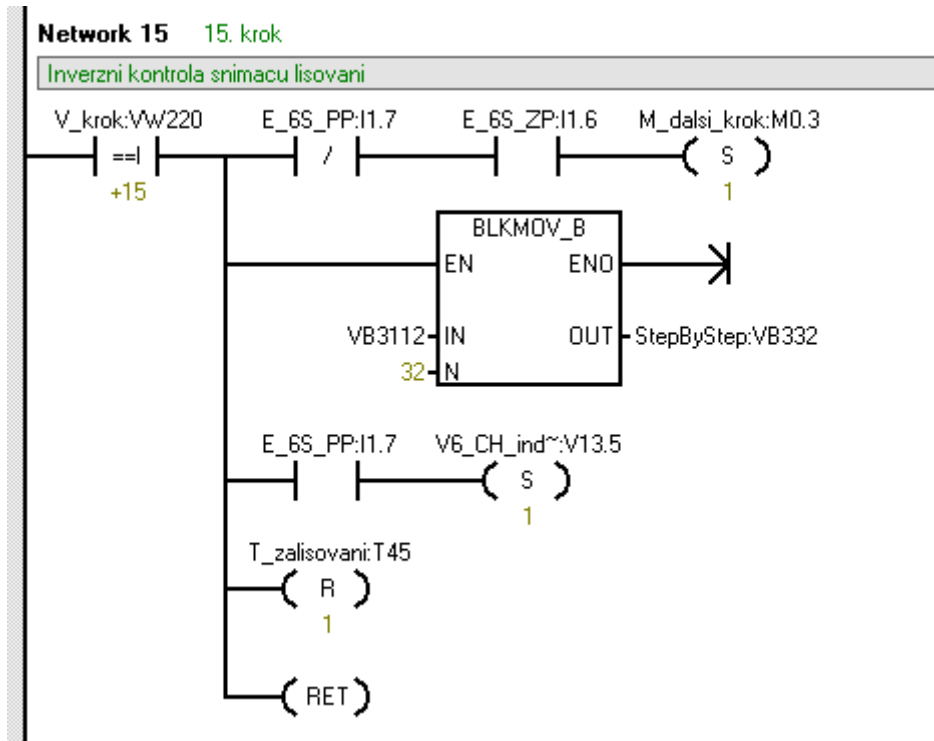 Network 15 15. krok
Inverzni kontrola snimacu lisovani
V_krok:VW220 E_6S_PP:I1.7 E_6S_ZP:I1.6 M_dalsi_krok:M0.3
==I / S
+15 1
BLKMOV_B
EN ENO
VB3112 IN OUT StepByStep:VB332
32 N
E_6S_PP:I1.7 V6_CH_ind~:V13.5
S
1
T_zalisovani:T45
R
1
RET